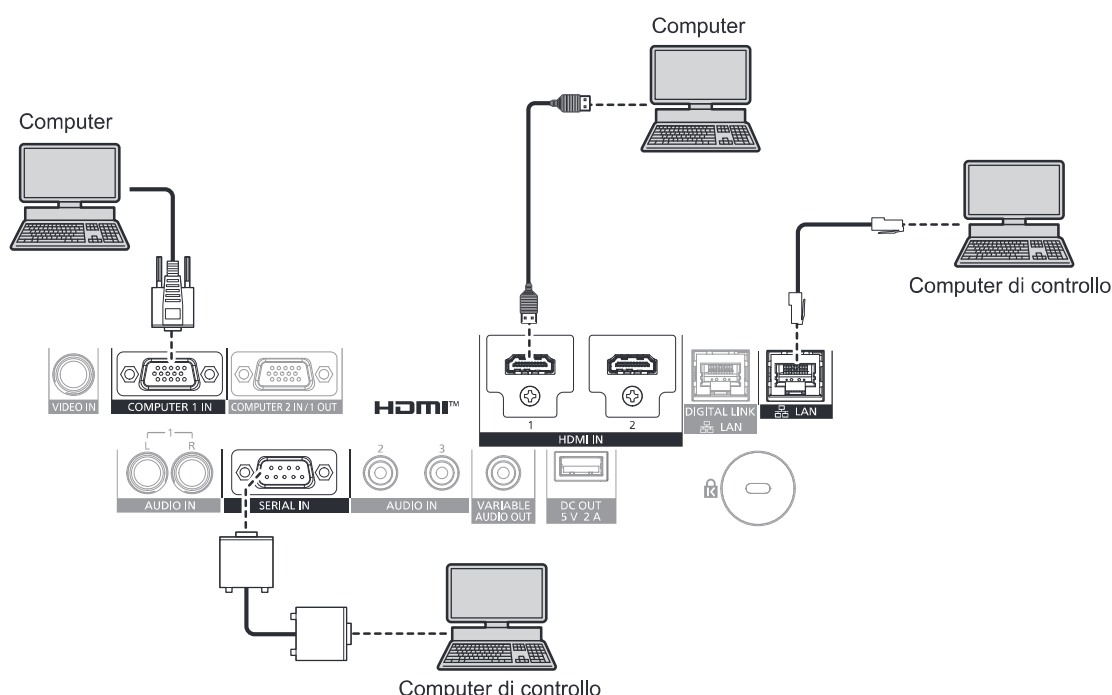 Computer
Computer
Computer di controllo
VIDEO IN
COMPUTER 1 IN
COMPUTER 2 IN/1 OUT
HDMI™
1
2
HDMI IN
DIGITAL LINK
LAN
LAN
1
L
R
AUDIO IN
SERIAL IN
2
3
AUDIO IN
VARIABLE
AUDIO OUT
DC OUT
5 V 2 A
K
Computer di controllo